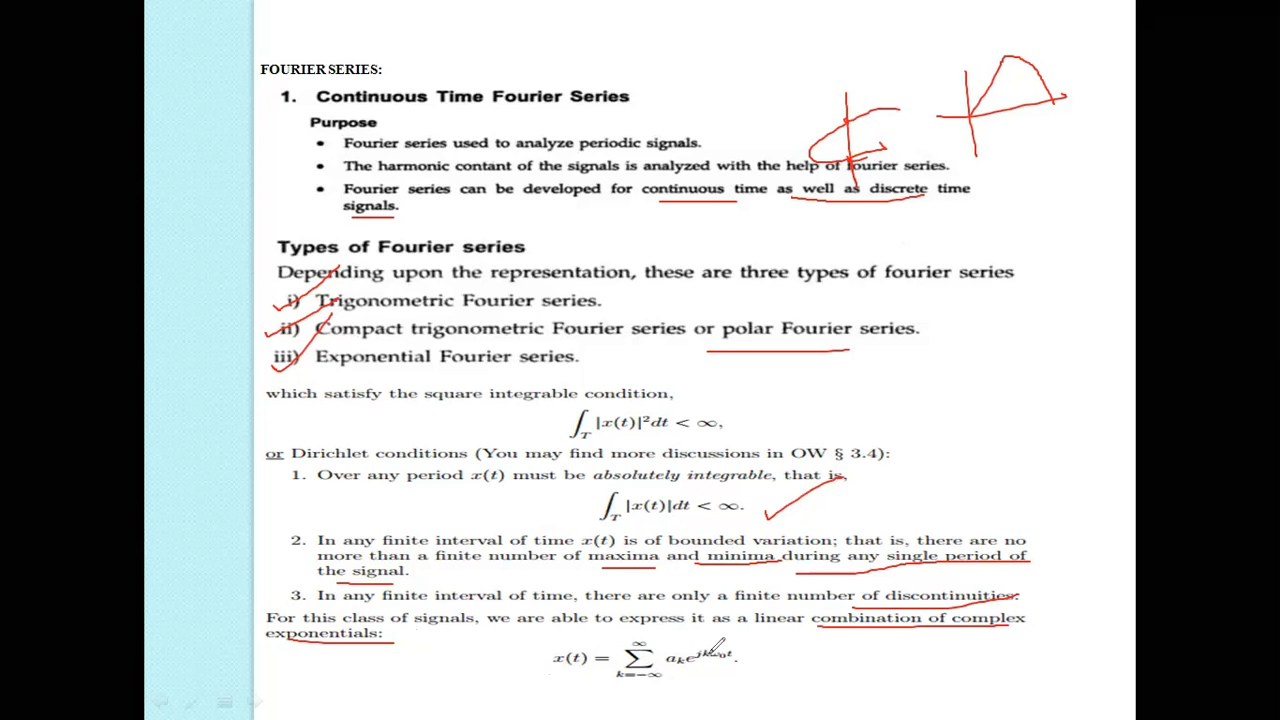 FOURIER SERIES:
1. Continuous Time Fourier Series
Purpose
• Fourier series used to analyze periodic signals.
• The harmonic contant of the signals is analyzed with the help of fourier series.
• Fourier series can be developed for continuous time as well as discrete time
signals.
Types of Fourier series
Depending upon the representation, these are three types of fourier series
i) Trigonometric Fourier series.
ii) Compact trigonometric Fourier series or polar Fourier series.
iii) Exponential Fourier series.
which satisfy the square integrable condition,
∫_T |x(t)|²dt < ∞,
or Dirichlet conditions (You may find more discussions in OW § 3.4):
1. Over any period x(t) must be absolutely integrable, that is,
∫_T |x(t)|dt < ∞.
2. In any finite interval of time x(t) is of bounded variation; that is, there are no
more than a finite number of maxima and minima during any single period of
the signal.
3. In any finite interval of time, there are only a finite number of discontinuities.
For this class of signals, we are able to express it as a linear combination of complex
exponentials:
x(t) = ∑_{k=−∞}^{∞} a_k e^{jkω₀t}.